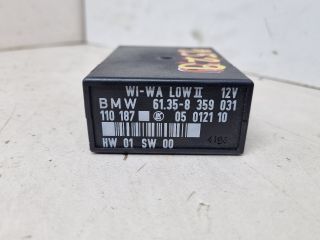 WI-WA LOW II 12V
BMW 61.35-8 359 031
110 187 05 0121 10
HW 01 SW 00